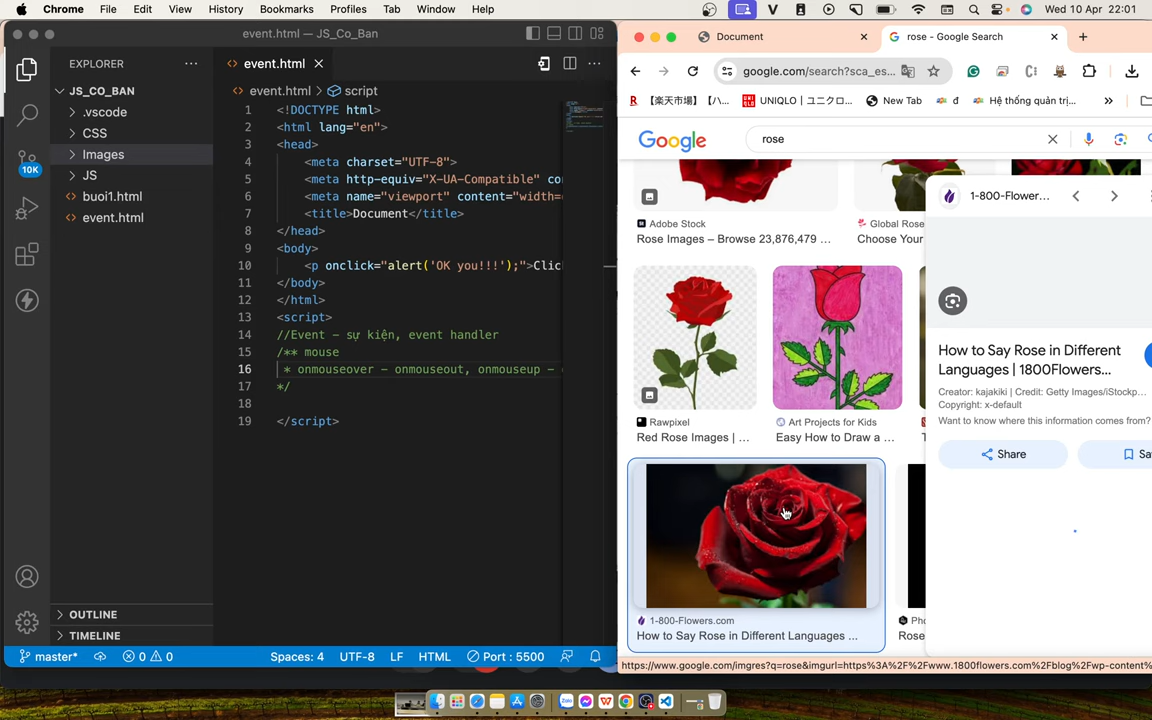 Chrome File Edit View History Bookmarks Profiles Tab Window Help
Wed 10 Apr 22:01
event.html — JS_Co_Ban
EXPLORER
JS_CO_BAN
.vscode
CSS
Images
JS
buoi1.html
event.html
OUTLINE
TIMELINE
10K
event.html
event.html > script
1 <!DOCTYPE html>
2 <html lang="en">
3 <head>
4 <meta charset="UTF-8">
5 <meta http-equiv="X-UA-Compatible" co
6 <meta name="viewport" content="width=
7 <title>Document</title>
8 </head>
9 <body>
10 <p onclick="alert('OK you!!!');">Clic
11 </body>
12 </html>
13 <script>
14 //Event - sự kiện, event handler
15 /** mouse
16 * onmouseover - onmouseout, onmouseup -
17 */
18
19 </script>
master* 0 0 Spaces: 4 UTF-8 LF HTML Port : 5500
Document
rose - Google Search
google.com/search?sca_es...
【楽天市場】【ハ... UNIQLO | ユニクロ... New Tab đ Hệ thống quản trị... »
Google
rose
Adobe Stock
Rose Images – Browse 23,876,479 ...
Global Rose
Choose Your
Rawpixel
Red Rose Images | ...
Art Projects for Kids
Easy How to Draw a ...
1-800-Flowers.com
How to Say Rose in Different Languages ...
Rose
1-800-Flower...
How to Say Rose in Different
Languages | 1800Flowers...
Creator: kajakiki | Credit: Getty Images/iStockp...
Copyright: x-default
Want to know where this information comes from?
Share
https://www.google.com/imgres?q=rose&imgurl=https%3A%2F%2Fwww.1800flowers.com%2Fblog%2Fwp-content%